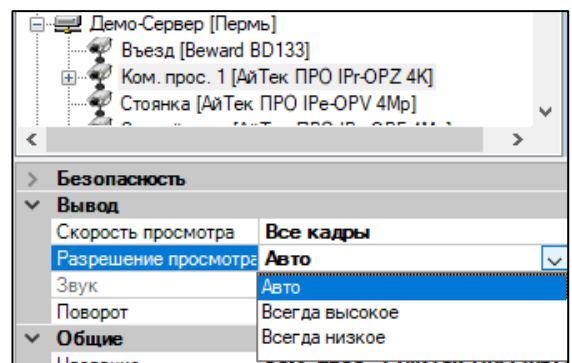 Демо-Сервер [Пермь]
Въезд [Beward BD133]
Ком. прос. 1 [АйТек ПРО IPr-OPZ 4K]
Стоянка [АйТек ПРО IPe-OPV 4Mp]
Безопасность
Вывод
Скорость просмотра Все кадры
Разрешение просмотра Авто
Звук Авто
Поворот Всегда высокое
Общие Всегда низкое